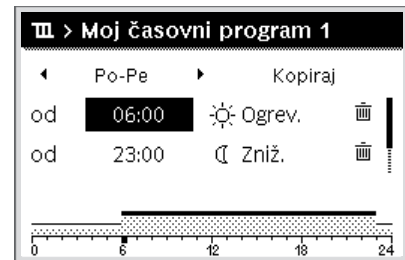 > Moj časovni program 1
Po-Pe Kopiraj
od 06:00 Ogrev.
od 23:00 Zniž.
0 6 12 18 24